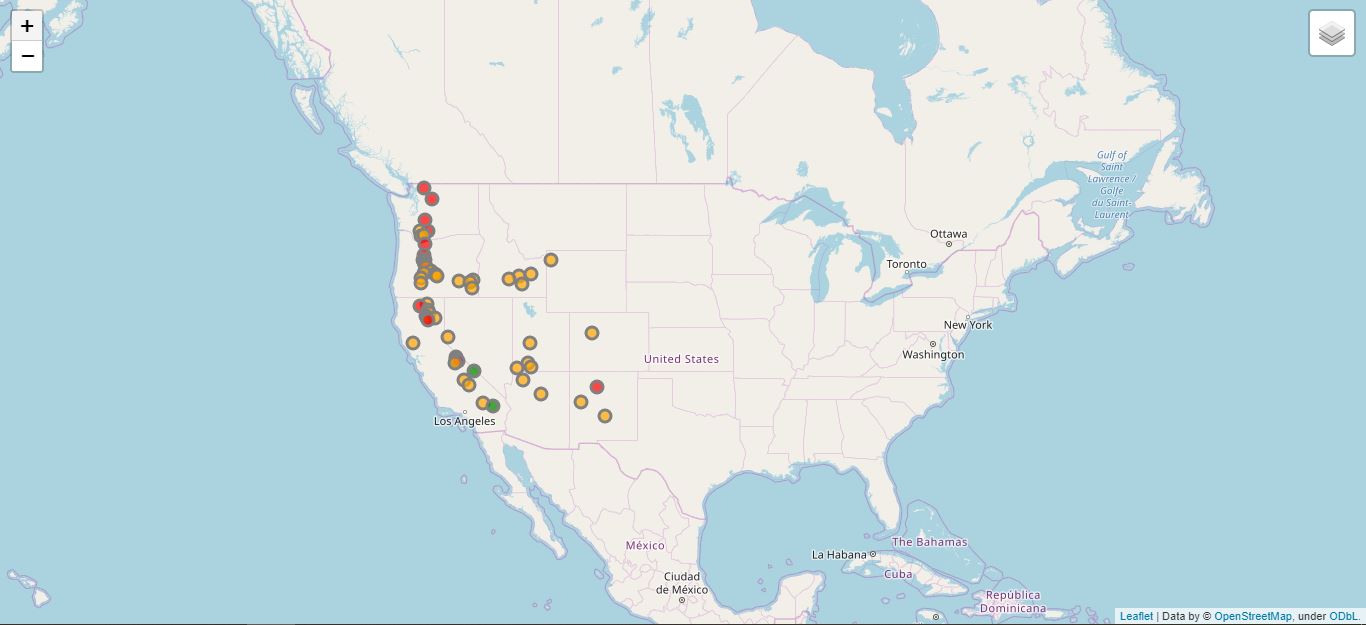 +
−
Gulf of
Saint
Lawrence /
Golfe
du Saint-
Laurent
Ottawa
Toronto
New York
Washington
United States
Los Angeles
México
La Habana
The Bahamas
Cuba
Ciudad
de México
República
Dominicana
Leaflet | Data by © OpenStreetMap, under ODbL.